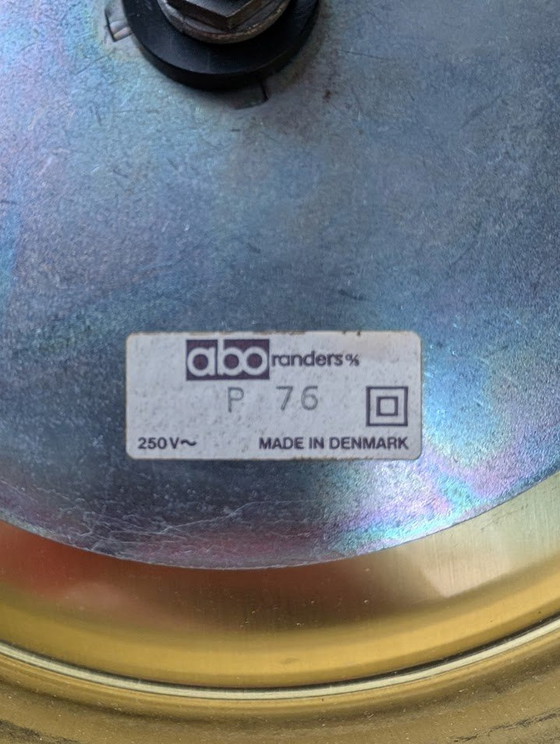 abo randers a/s
P 76
250V~ MADE IN DENMARK